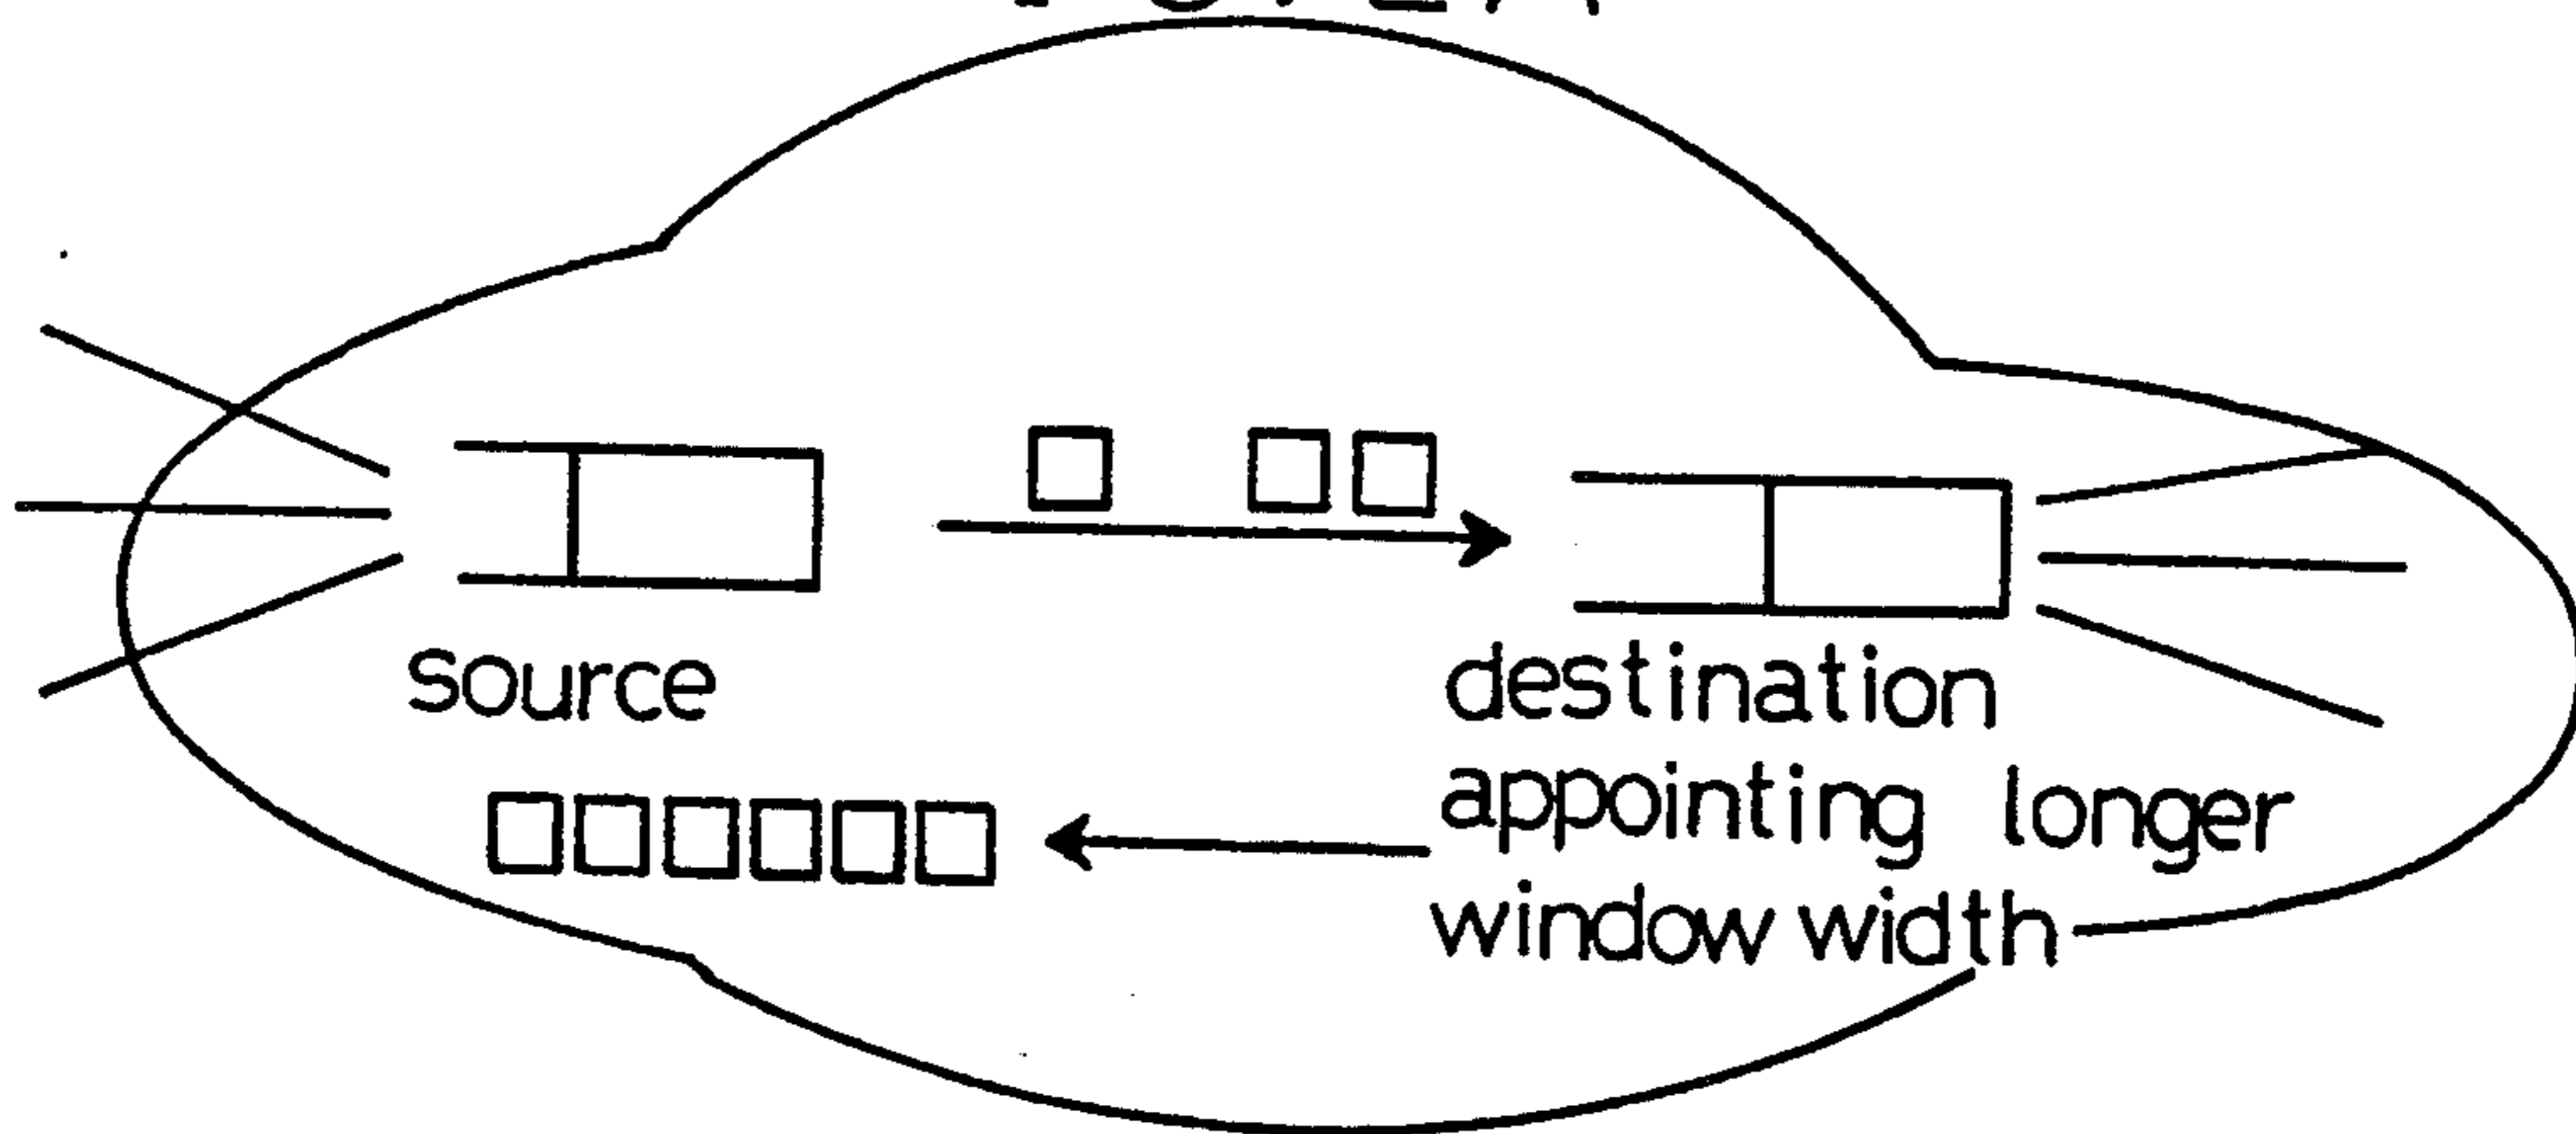 source
destination
appointing longer
window width